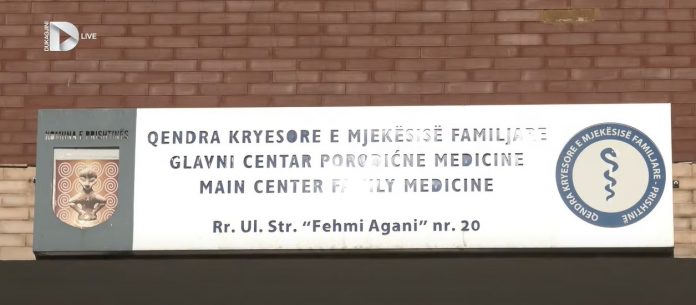 DUKAGJINI
D LIVE
KOMUNA E PRISHTINËS
QENDRA KRYESORE E MJEKËSISË FAMILJARE
GLAVNI CENTAR PORODIĆNE MEDICINE
MAIN CENTER FAMILY MEDICINE
Rr. Ul. Str. “Fehmi Agani” nr. 20
QENDRA KRYESORE E MJEKËSISË FAMILJARE - PRISHTINË